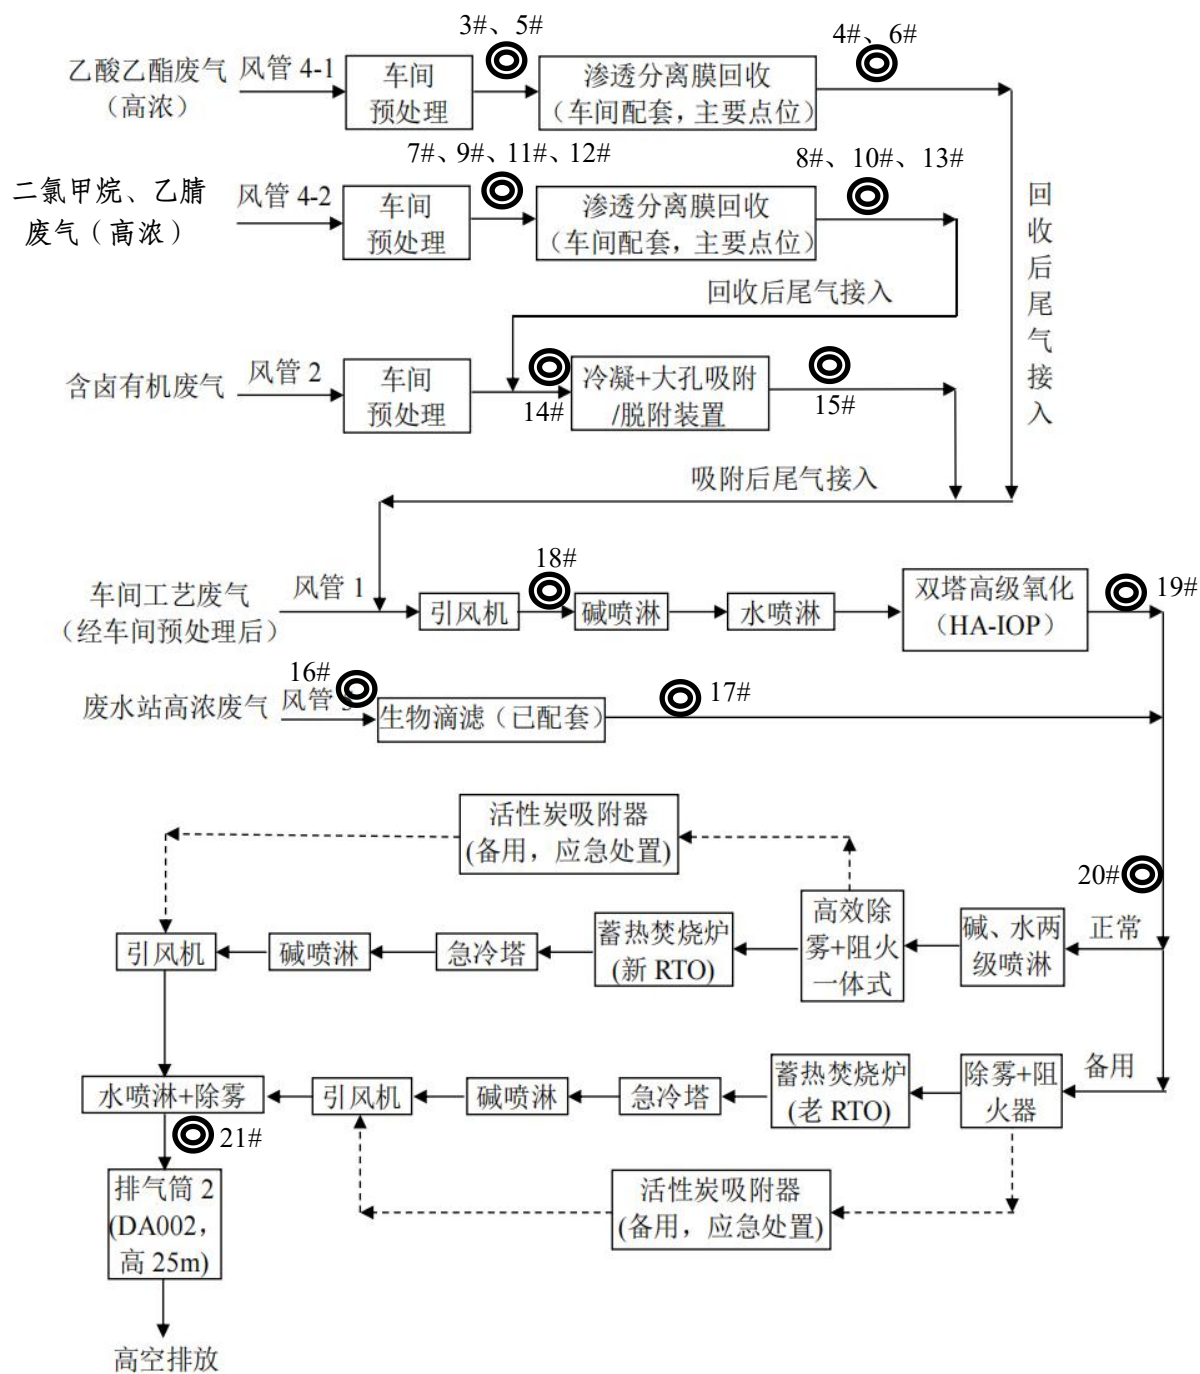 3#、5#
4#、6#
乙酸乙酯废气
（高浓）
风管 4-1
车间
预处理
渗透分离膜回收
（车间配套，主要点位）
7#、9#、11#、12#
8#、10#、13#
二氯甲烷、乙腈
废气（高浓）
风管 4-2
车间
预处理
渗透分离膜回收
（车间配套，主要点位）
回收后尾气接入
回收后尾气接入
含卤有机废气
风管 2
车间
预处理
14#
冷凝+大孔吸附
/脱附装置
15#
吸附后尾气接入
车间工艺废气
（经车间预处理后）
风管 1
引风机
18#
碱喷淋
水喷淋
双塔高级氧化
（HA-IOP）
19#
废水站高浓废气
16#
风管
生物滴滤（已配套）
17#
活性炭吸附器
(备用，应急处置)
20#
正常
碱、水两
级喷淋
高效除
雾+阻火
一体式
蓄热焚烧炉
(新 RTO)
急冷塔
碱喷淋
引风机
备用
除雾+阻
火器
蓄热焚烧炉
(老 RTO)
急冷塔
碱喷淋
引风机
水喷淋+除雾
21#
活性炭吸附器
(备用，应急处置)
排气筒 2
(DA002，
高 25m)
高空排放